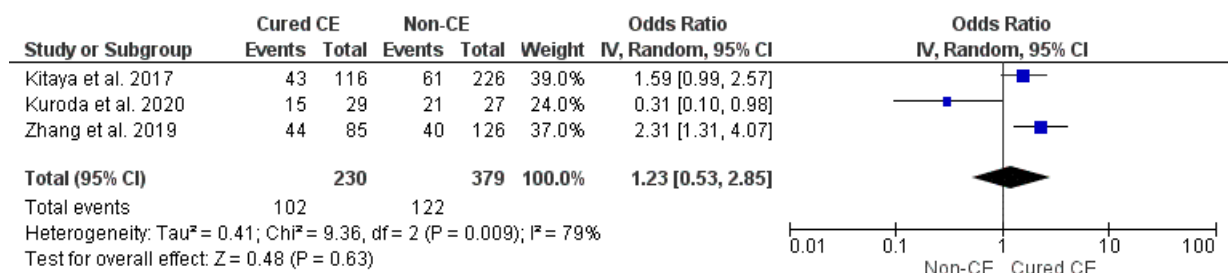 Cured CE Non-CE Odds Ratio Odds Ratio
Study or Subgroup Events Total Events Total Weight IV, Random, 95% CI IV, Random, 95% CI
Kitaya et al. 2017 43 116 61 226 39.0% 1.59 [0.99, 2.57]
Kuroda et al. 2020 15 29 21 27 24.0% 0.31 [0.10, 0.98]
Zhang et al. 2019 44 85 40 126 37.0% 2.31 [1.31, 4.07]
Total (95% CI) 230 379 100.0% 1.23 [0.53, 2.85]
Total events 102 122
Heterogeneity: Tau² = 0.41; Chi² = 9.36, df = 2 (P = 0.009); I² = 79%
Test for overall effect: Z = 0.48 (P = 0.63)
0.01 0.1 1 10 100
Non-CE Cured CE